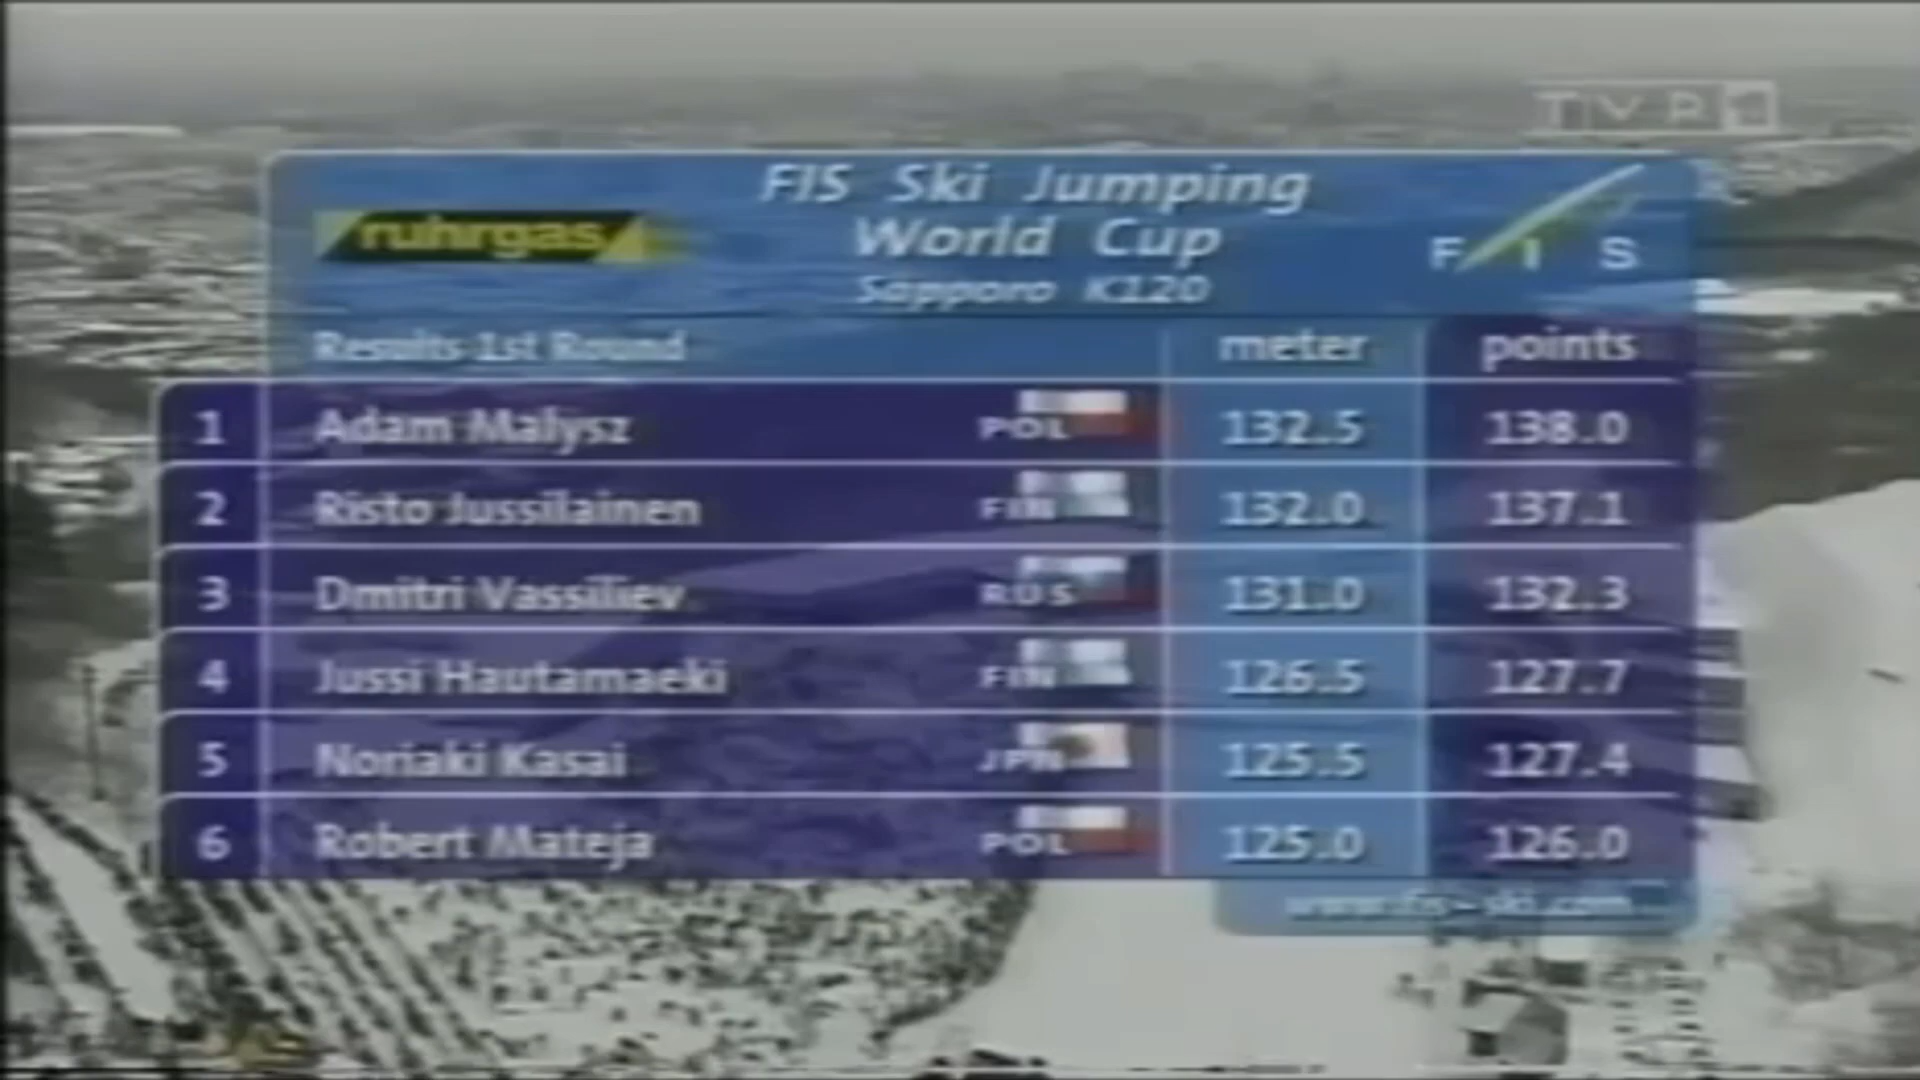 TVP 1
FIS Ski Jumping
World Cup
Sapporo K120
ruhrgas
F I S
Results 1st Round meter points
1 Adam Malysz POL 132.5 138.0
2 Risto Jussilainen FIN 132.0 137.1
3 Dmitri Vassiliev RUS 131.0 132.3
4 Jussi Hautamaeki FIN 126.5 127.7
5 Noriaki Kasai JPN 125.5 127.4
6 Robert Mateja POL 125.0 126.0
www.fis-ski.com